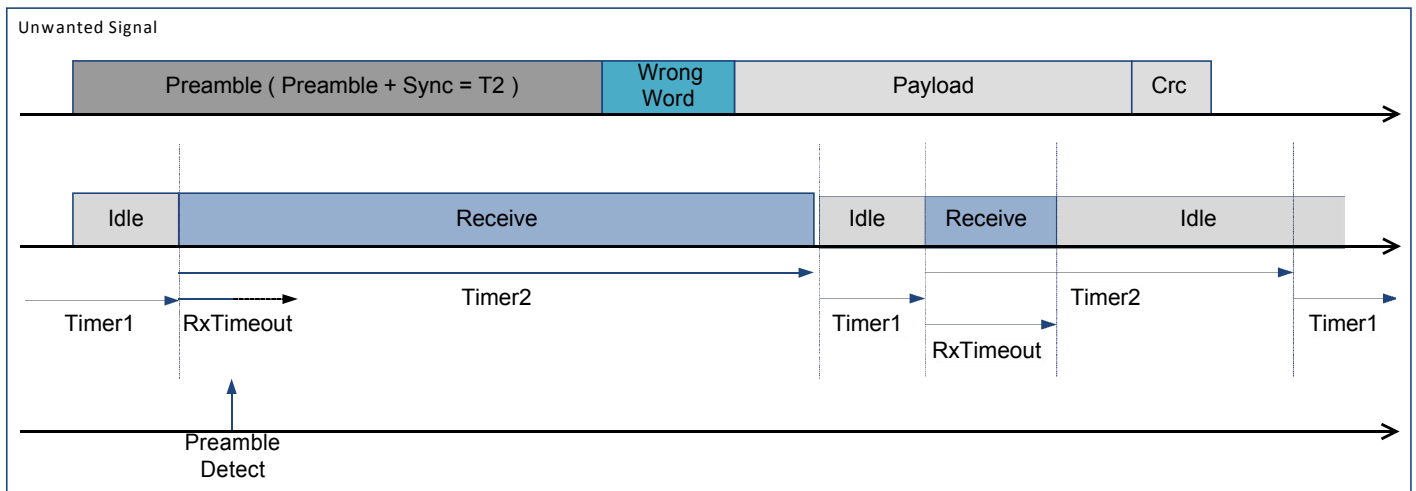 Unwanted Signal
Preamble ( Preamble + Sync = T2 )
Wrong
Word
Payload
Crc
Idle
Receive
Idle
Receive
Idle
Timer2
Timer2
Timer1
RxTimeout
Timer1
Timer1
RxTimeout
Preamble
Detect